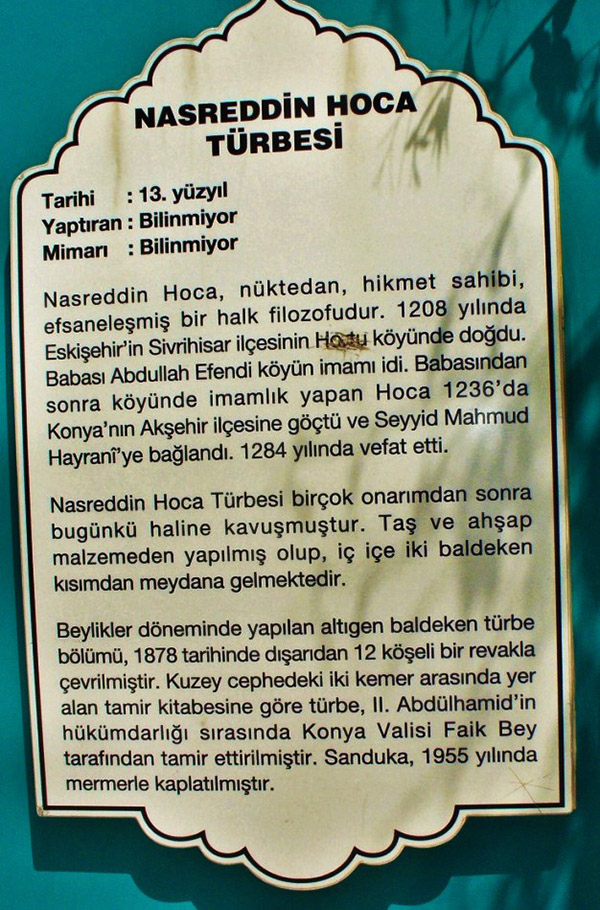 NASREDDİN HOCA
TÜRBESİ
Tarihi : 13. yüzyıl
Yaptıran : Bilinmiyor
Mimarı : Bilinmiyor
Nasreddin Hoca, nüktedan, hikmet sahibi,
efsaneleşmiş bir halk filozofudur. 1208 yılında
Eskişehir'in Sivrihisar ilçesinin köyünde doğdu.
Babası Abdullah Efendi köyün imamı idi. Babasından
sonra köyünde imamlık yapan Hoca 1236'da
Konya'nın Akşehir ilçesine göçtü ve Seyyid Mahmud
Hayranî'ye bağlandı. 1284 yılında vefat etti.
Nasreddin Hoca Türbesi birçok onarımdan sonra
bugünkü haline kavuşmuştur. Taş ve ahşap
malzemeden yapılmış olup, iç içe iki baldeken
kısımdan meydana gelmektedir.
Beylikler döneminde yapılan altıgen baldeken türbe
bölümü, 1878 tarihinde dışarıdan 12 köşeli bir revakla
çevrilmiştir. Kuzey cephedeki iki kemer arasında yer
alan tamir kitabesine göre türbe, II. Abdülhamid'in
hükümdarlığı sırasında Konya Valisi Faik Bey
tarafından tamir ettirilmiştir. Sanduka, 1955 yılında
mermerle kaplatılmıştır.